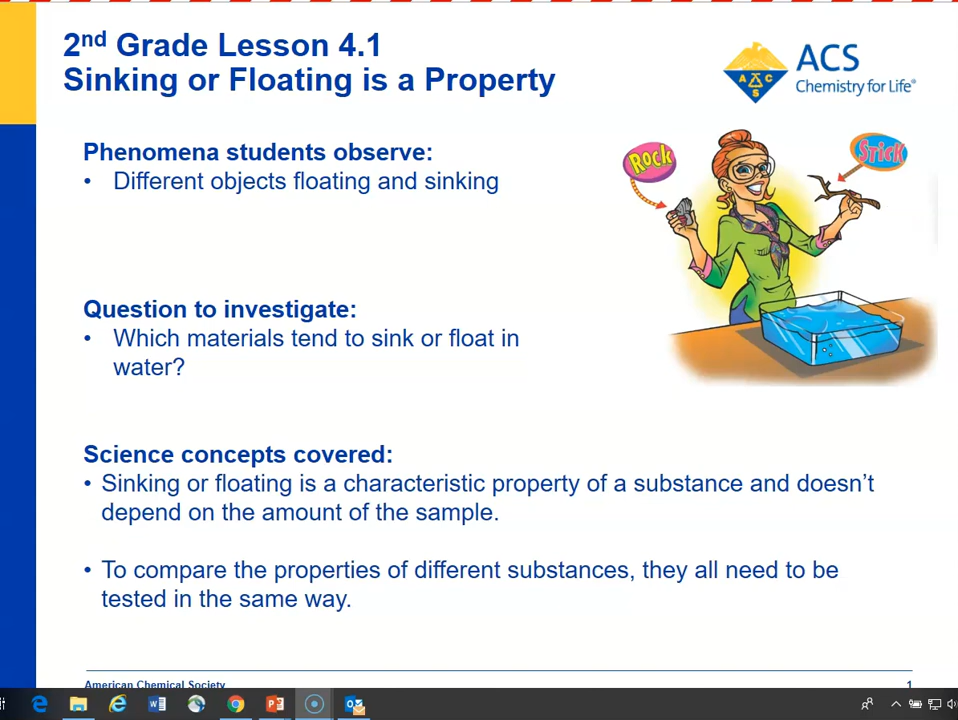 2nd Grade Lesson 4.1
Sinking or Floating is a Property
ACS
Chemistry for Life®
A C S
Phenomena students observe:
• Different objects floating and sinking
Rock
Stick
Question to investigate:
• Which materials tend to sink or float in
water?
Science concepts covered:
• Sinking or floating is a characteristic property of a substance and doesn't
depend on the amount of the sample.
• To compare the properties of different substances, they all need to be
tested in the same way.
American Chemical Society
1